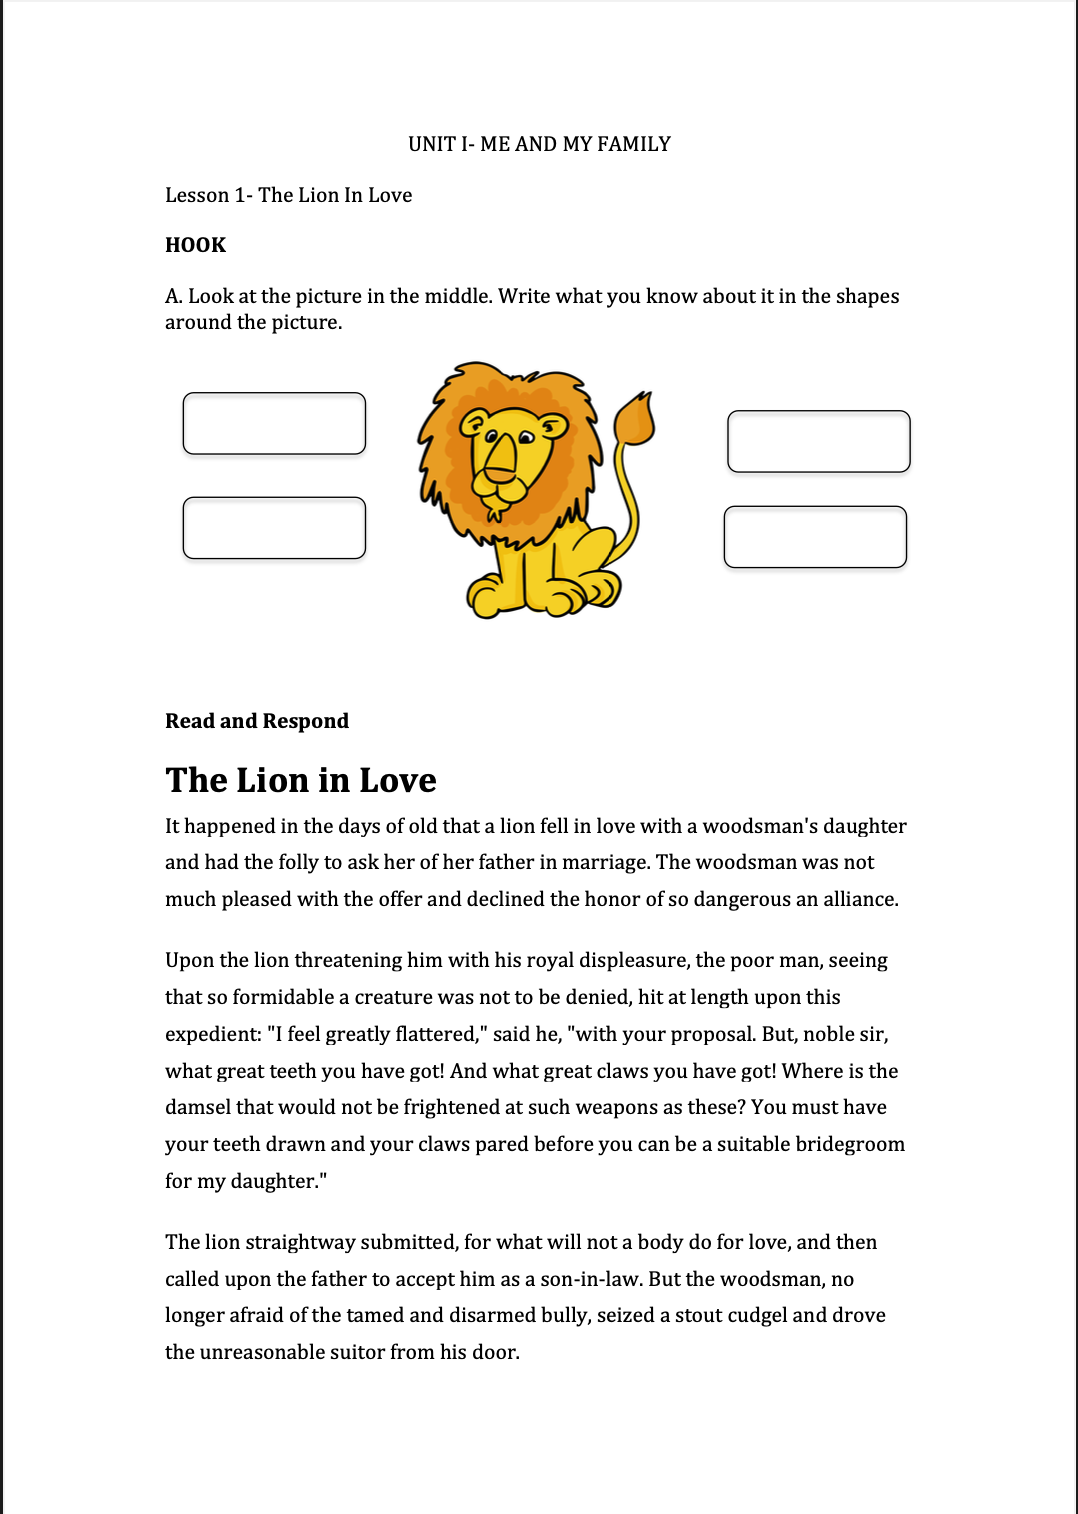 UNIT I- ME AND MY FAMILY
Lesson 1- The Lion In Love
HOOK
A. Look at the picture in the middle. Write what you know about it in the shapes
around the picture.
Read and Respond
The Lion in Love
It happened in the days of old that a lion fell in love with a woodsman's daughter
and had the folly to ask her of her father in marriage. The woodsman was not
much pleased with the offer and declined the honor of so dangerous an alliance.
Upon the lion threatening him with his royal displeasure, the poor man, seeing
that so formidable a creature was not to be denied, hit at length upon this
expedient: "I feel greatly flattered," said he, "with your proposal. But, noble sir,
what great teeth you have got! And what great claws you have got! Where is the
damsel that would not be frightened at such weapons as these? You must have
your teeth drawn and your claws pared before you can be a suitable bridegroom
for my daughter."
The lion straightway submitted, for what will not a body do for love, and then
called upon the father to accept him as a son-in-law. But the woodsman, no
longer afraid of the tamed and disarmed bully, seized a stout cudgel and drove
the unreasonable suitor from his door.